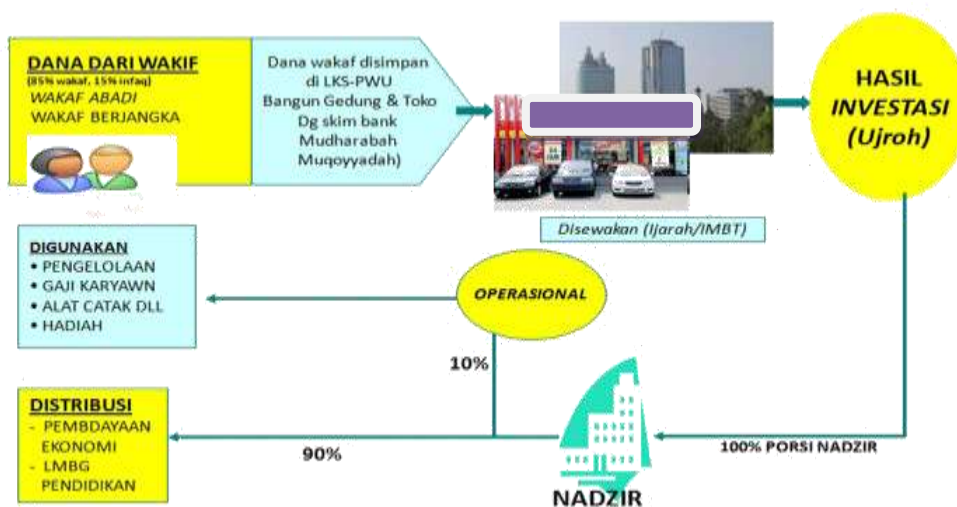 DANA DARI WAKIF
(85% wakaf, 15% infaq)
WAKAF ABADI
WAKAF BERJANGKA
Dana wakaf disimpan
di LKS-PWU
Bangun Gedung & Toko
Dg skim bank
Mudharabah
Muqoyyadah)
HASIL
INVESTASI
(Ujroh)
Disewakan (Ijarah/IMBT)
DIGUNAKAN
• PENGELOLAAN
• GAJI KARYAWN
• ALAT CATAK DLL
• HADIAH
OPERASIONAL
10%
DISTRIBUSI
- PEMBDAYAAN
EKONOMI
- LMBG
PENDIDIKAN
90%
NADZIR
100% PORSI NADZIR